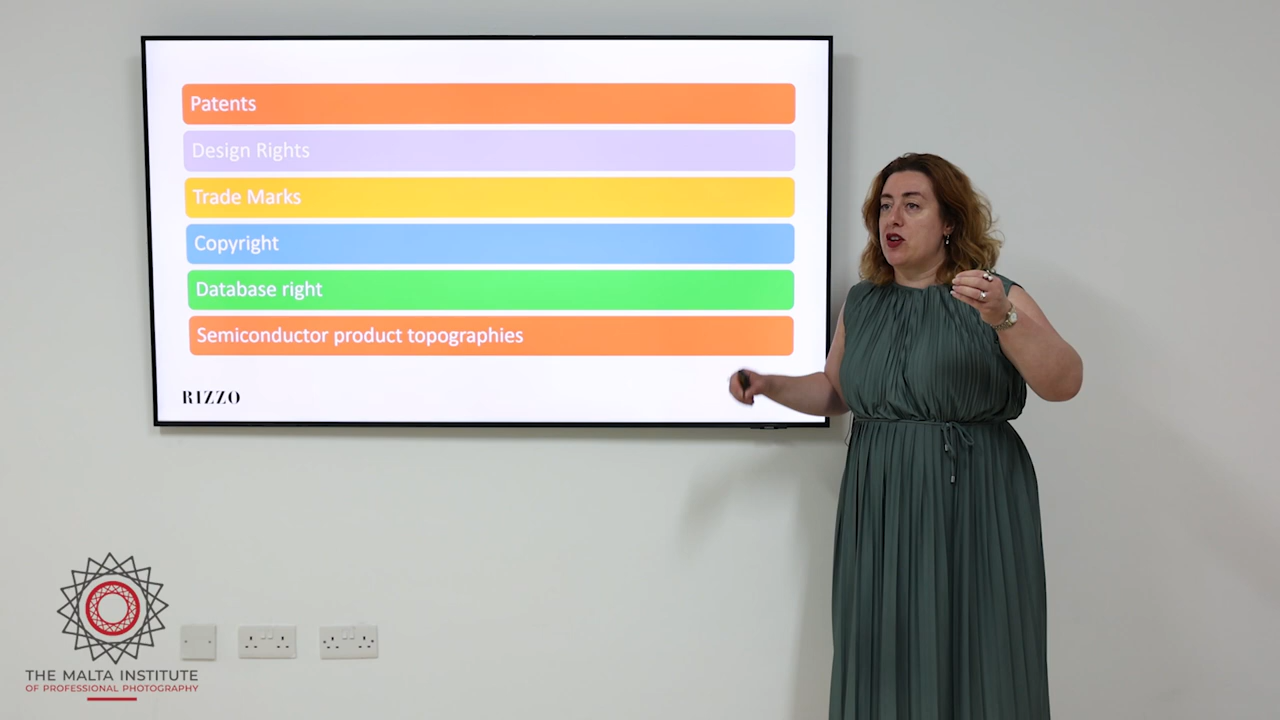 Patents
Design Rights
Trade Marks
Copyright
Database right
Semiconductor product topographies
RIZZO
THE MALTA INSTITUTE
OF PROFESSIONAL PHOTOGRAPHY